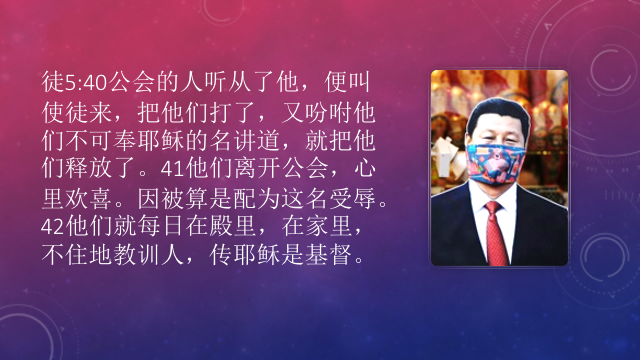 徒5:40公会的人听从了他，便叫
使徒来，把他们打了，又吩咐他
们不可奉耶稣的名讲道，就把他
们释放了。41他们离开公会，心
里欢喜。因被算是配为这名受辱。
42他们就每日在殿里，在家里，
不住地教训人，传耶稣是基督。